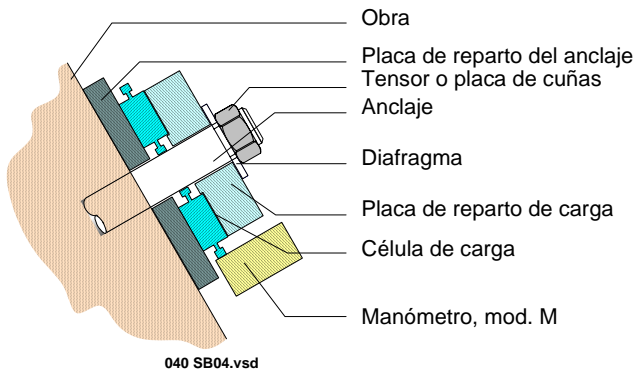 Obra
Placa de reparto del anclaje
Tensor o placa de cuñas
Anclaje
Diafragma
Placa de reparto de carga
Célula de carga
Manómetro, mod. M
040 SB04.vsd